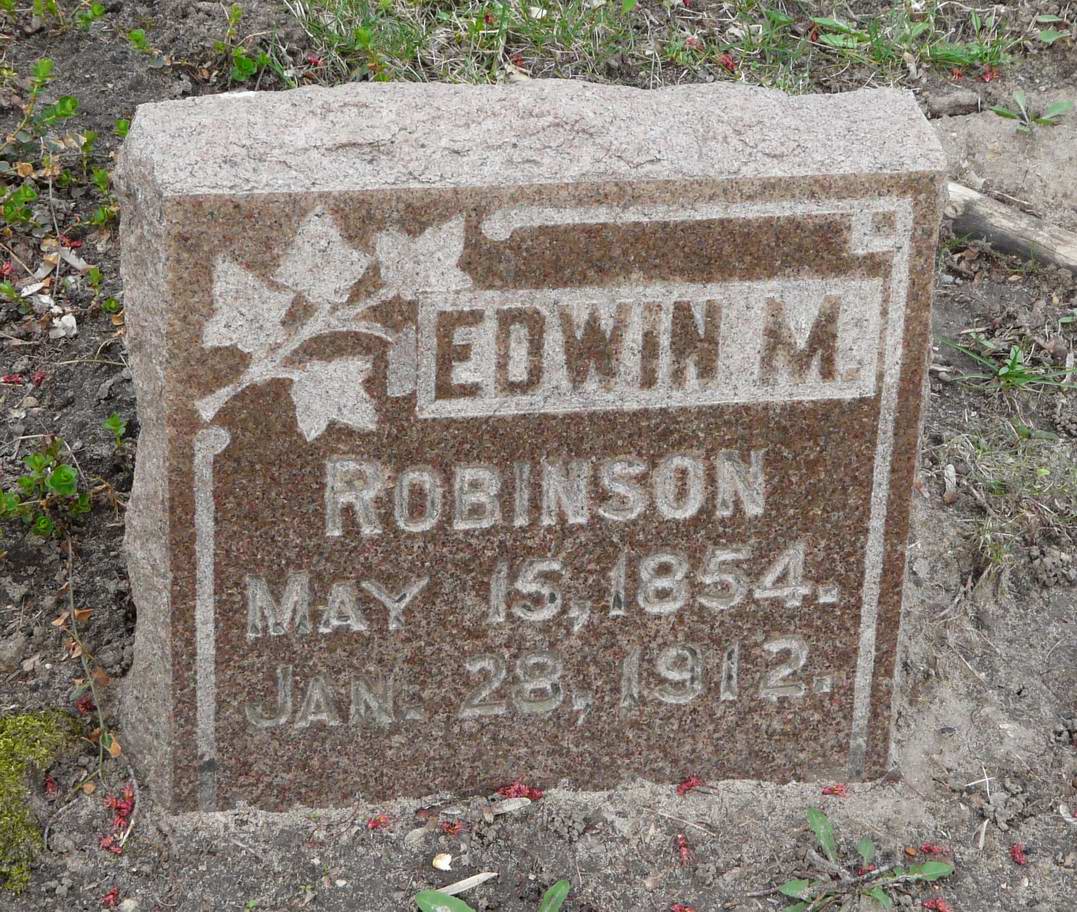 EDWIN M.
ROBINSON
MAY 15, 1854.
JAN. 28, 1912.